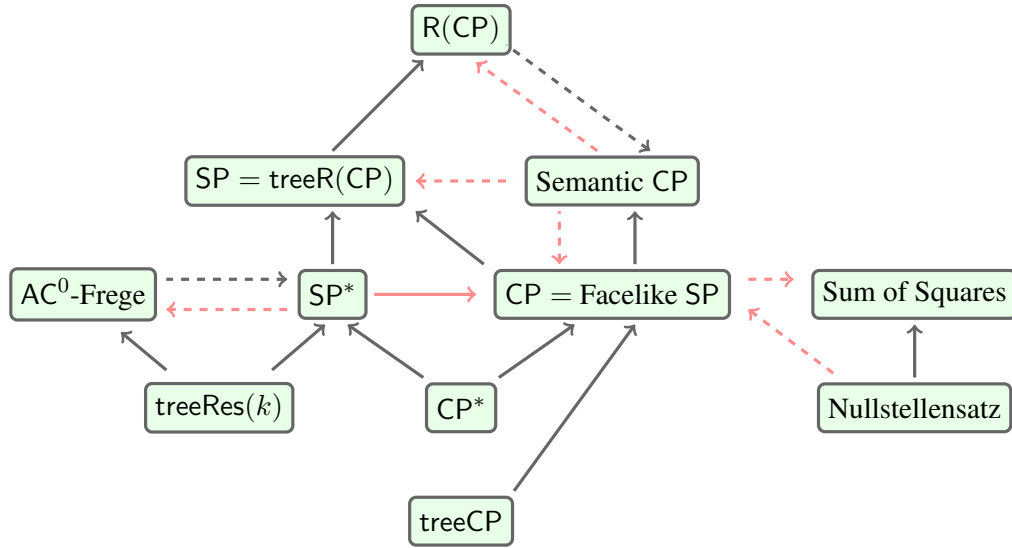 R(CP)
SP = treeR(CP)
Semantic CP
AC⁰-Frege
SP*
CP = Facelike SP
Sum of Squares
treeRes(k)
CP*
Nullstellensatz
treeCP